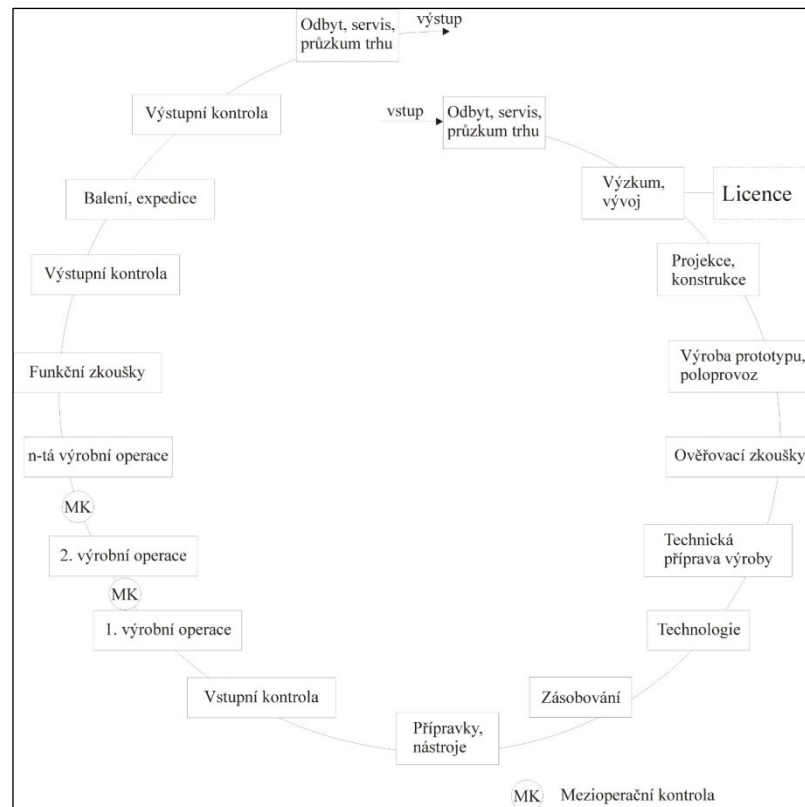 Odbyt, servis,
průzkum trhu
výstup
vstup
Odbyt, servis,
průzkum trhu
Výzkum,
vývoj
Licence
Projekce,
konstrukce
Výroba prototypu,
poloprovoz
Ověřovací zkoušky
Technická
příprava výroby
Technologie
Zásobování
Přípravky,
nástroje
Vstupní kontrola
1. výrobní operace
MK
2. výrobní operace
MK
n-tá výrobní operace
Funkční zkoušky
Výstupní kontrola
Balení, expedice
Výstupní kontrola
MK Mezioperační kontrola